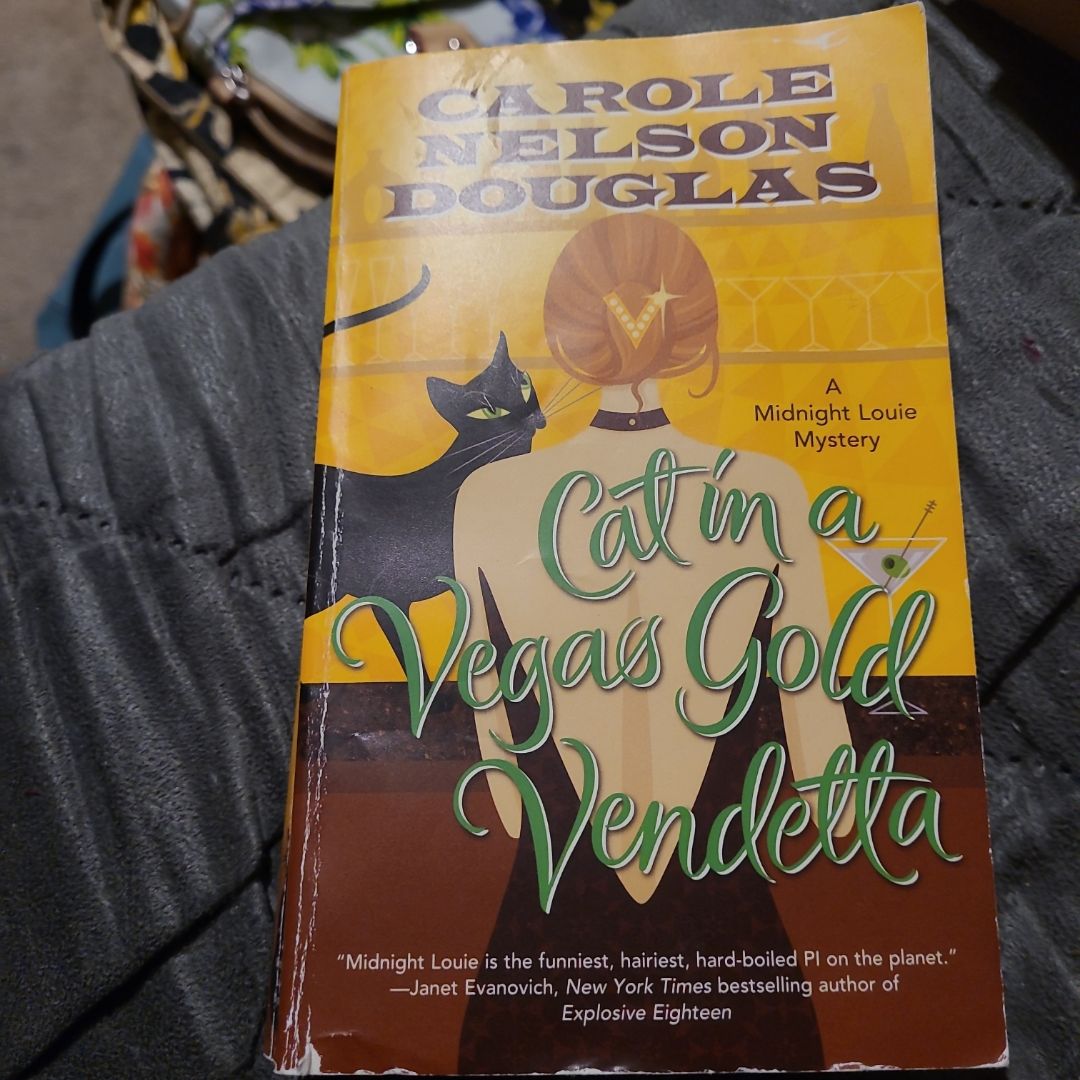 CAROLE
NELSON
DOUGLAS
V
A
Midnight Louie
Mystery
Cat in a
Vegas Gold
Vendetta
“Midnight Louie is the funniest, hairiest, hard-boiled PI on the planet.”
—Janet Evanovich, New York Times bestselling author of
Explosive Eighteen